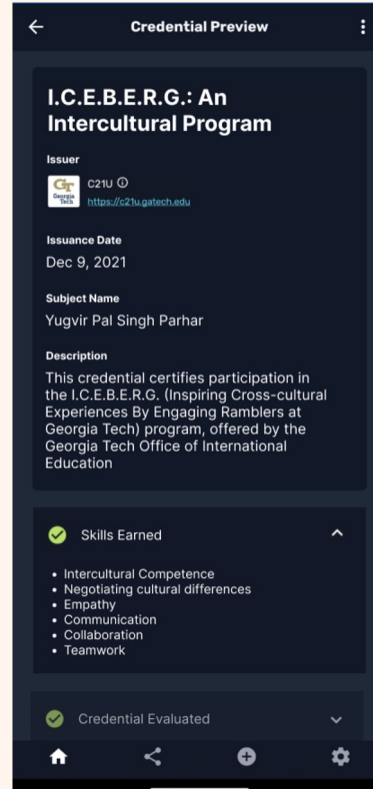 Credential Preview
I.C.E.B.E.R.G.: An
Intercultural Program
Issuer
GT
Georgia
Tech
C21U
https://c21u.gatech.edu
Issuance Date
Dec 9, 2021
Subject Name
Yugvir Pal Singh Parhar
Description
This credential certifies participation in
the I.C.E.B.E.R.G. (Inspiring Cross-cultural
Experiences By Engaging Ramblers at
Georgia Tech) program, offered by the
Georgia Tech Office of International
Education
Skills Earned
• Intercultural Competence
• Negotiating cultural differences
• Empathy
• Communication
• Collaboration
• Teamwork
Credential Evaluated